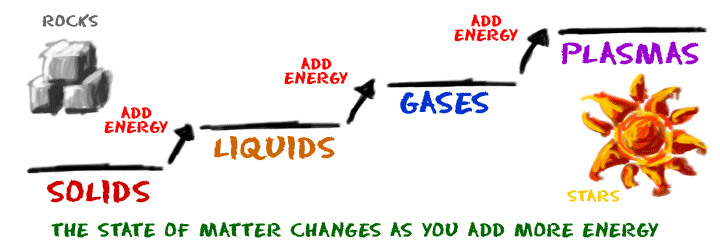 ROCKS
ADD
ENERGY
SOLIDS
ADD
ENERGY
LIQUIDS
ADD
ENERGY
GASES
PLASMAS
STARS
THE STATE OF MATTER CHANGES AS YOU ADD MORE ENERGY